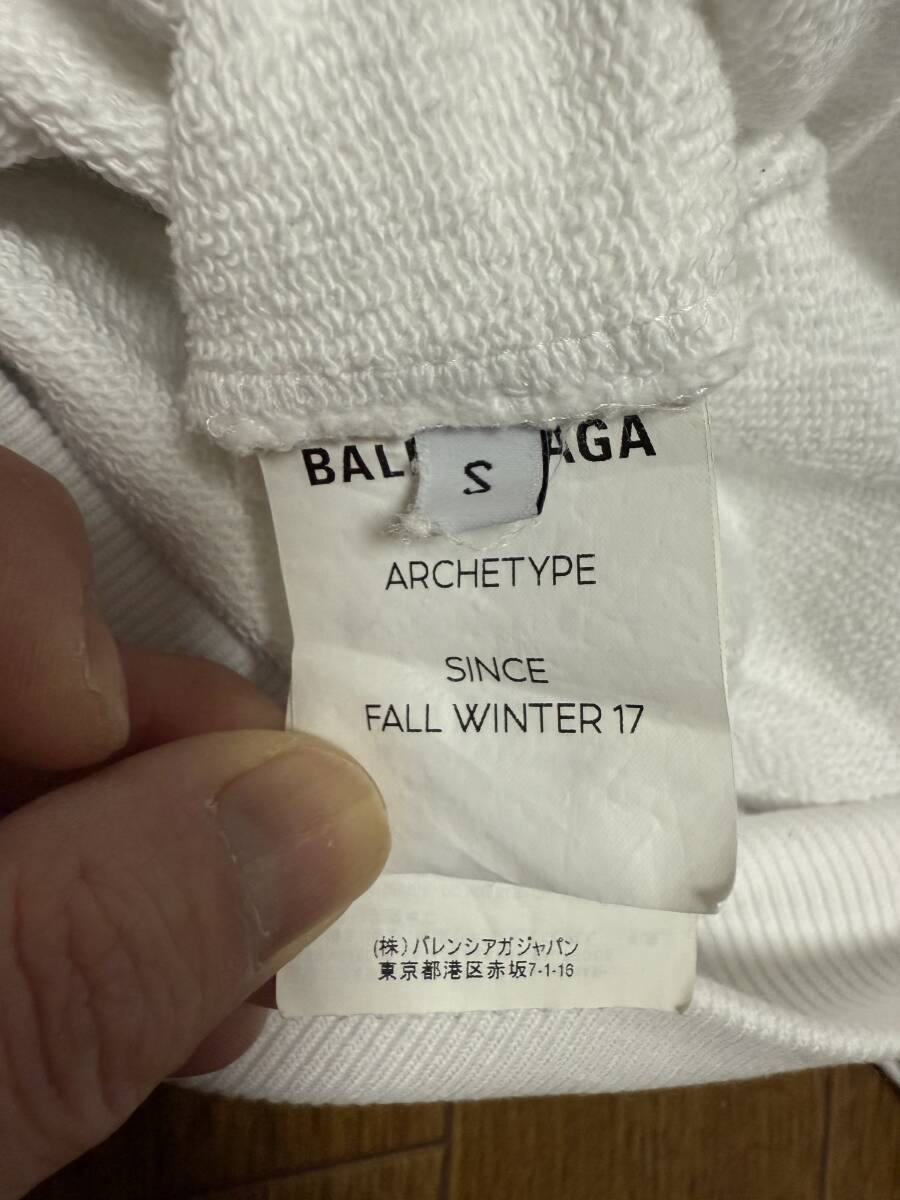 BAL AGA
S
ARCHETYPE
SINCE
FALL WINTER 17
(株)バレンシアガジャパン
東京都港区赤坂7-1-16